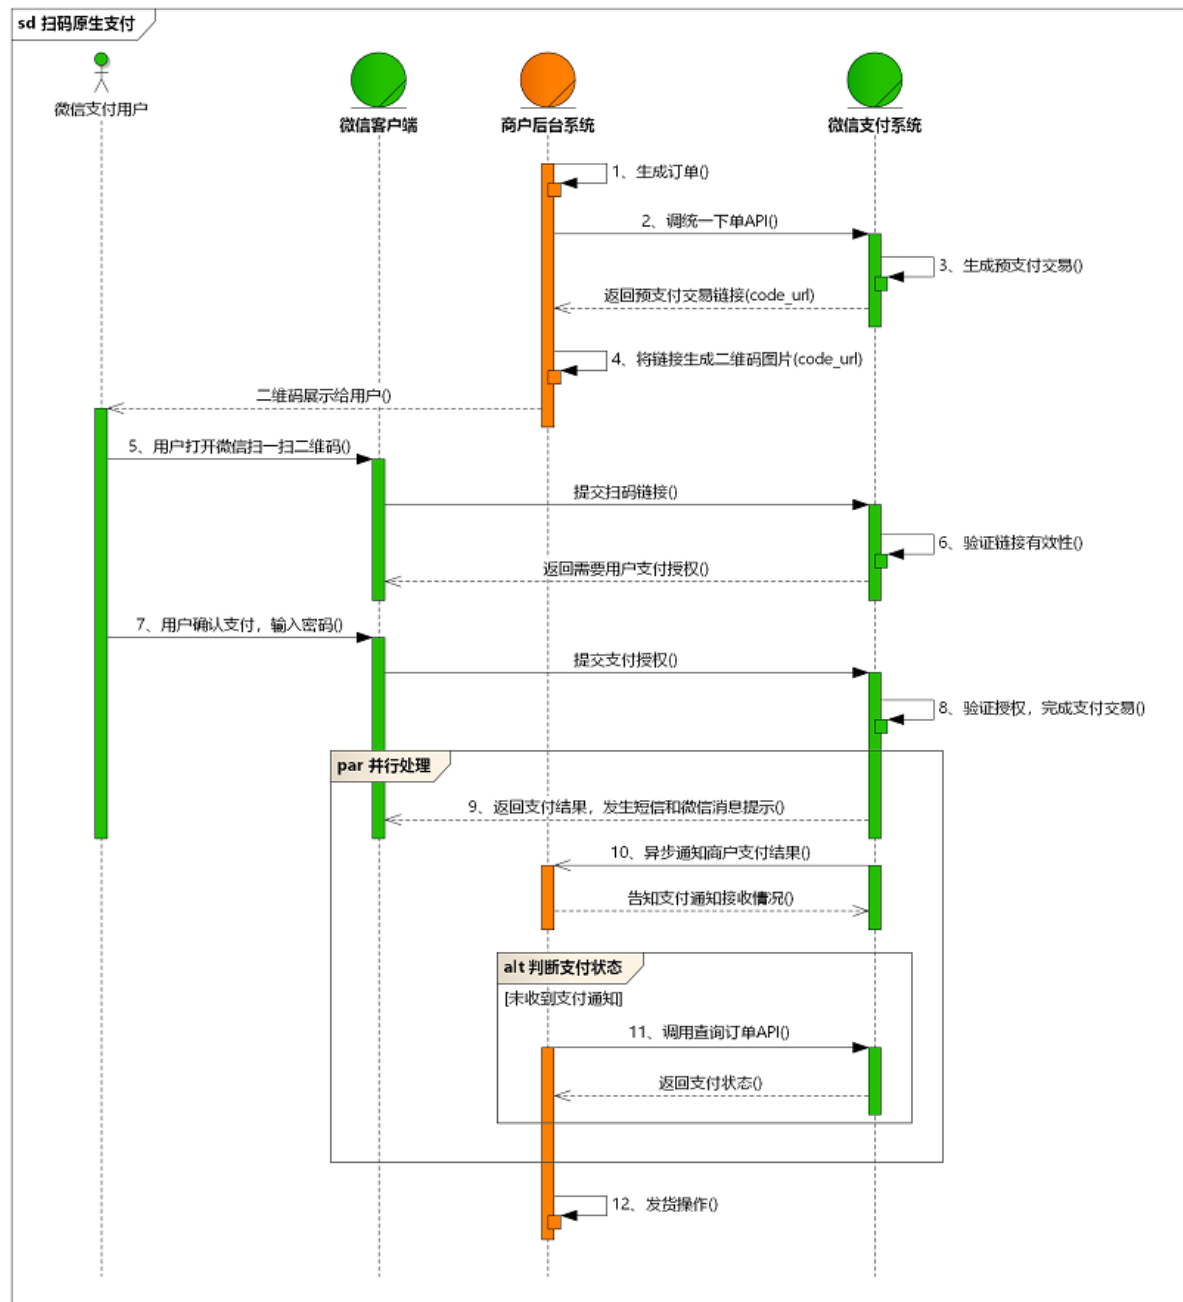 sd 扫码原生支付
微信支付用户
微信客户端
商户后台系统
微信支付系统
1、生成订单()
2、调统一下单API()
3、生成预支付交易()
返回预支付交易链接(code_url)
4、将链接生成二维码图片(code_url)
二维码展示给用户()
5、用户打开微信扫一扫二维码()
提交扫码链接()
6、验证链接有效性()
返回需要用户支付授权()
7、用户确认支付，输入密码()
提交支付授权()
8、验证授权，完成支付交易()
par 并行处理
9、返回支付结果，发生短信和微信消息提示()
10、异步通知商户支付结果()
告知支付通知接收情况()
alt 判断支付状态
[未收到支付通知]
11、调用查询订单API()
返回支付状态()
12、发货操作()